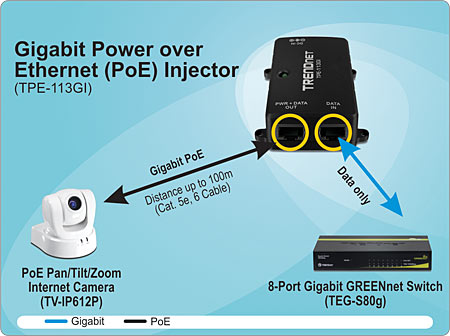 Gigabit Power over
Ethernet (PoE) Injector
(TPE-113GI)
TRENDnet
TPE-113GI
PWR + DATA
OUT
DATA
IN
Gigabit PoE
Distance up to 100m
(Cat. 5e, 6 Cable)
Data only
PoE Pan/Tilt/Zoom
Internet Camera
(TV-IP612P)
8-Port Gigabit GREENnet Switch
(TEG-S80g)
Gigabit
PoE